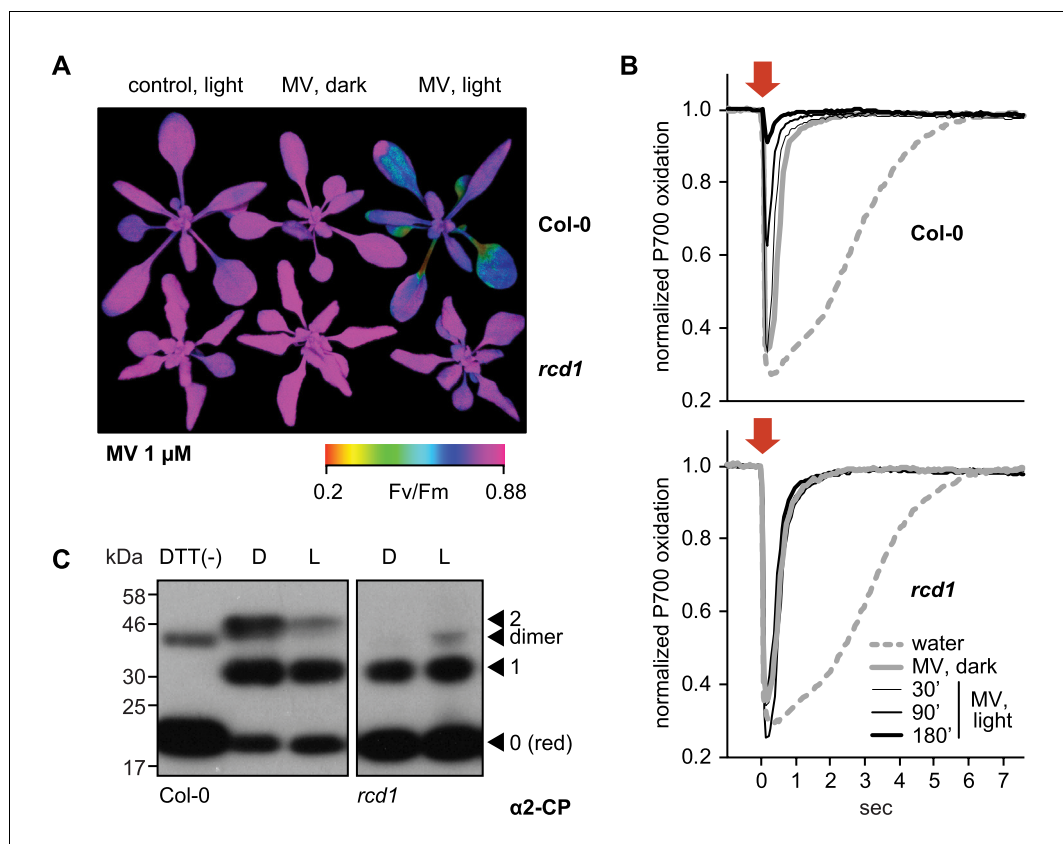 A
control, light MV, dark MV, light
Col-0
rcd1
MV 1 µM
0.2 Fv/Fm 0.88
B
normalized P700 oxidation
1.0
0.8
0.6
0.4
0.2
Col-0
normalized P700 oxidation
1.0
0.8
0.6
0.4
0.2
rcd1
water
MV, dark
30'
90'
180'
MV, light
0 1 2 3 4 5 6 7
sec
C
kDa DTT(-) D L D L
58
46
30
25
17
2
dimer
1
0 (red)
Col-0 rcd1
α2-CP